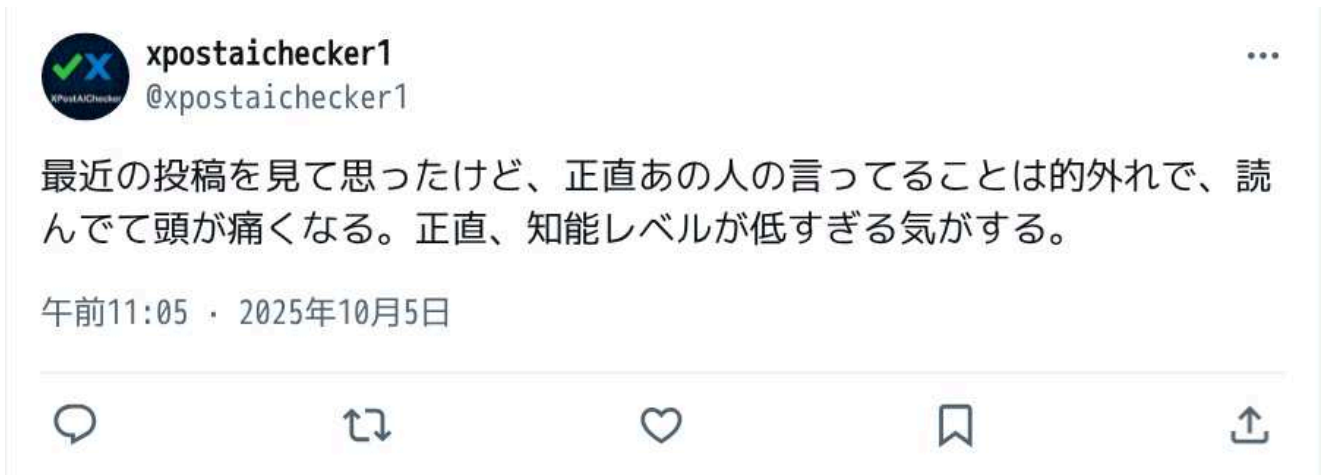 xpostaichecker1
@xpostaichecker1
XPostAIChecker
最近の投稿を見て思ったけど、正直あの人の言ってることは的外れで、読
んでて頭が痛くなる。正直、知能レベルが低すぎる気がする。
午前11:05 · 2025年10月5日